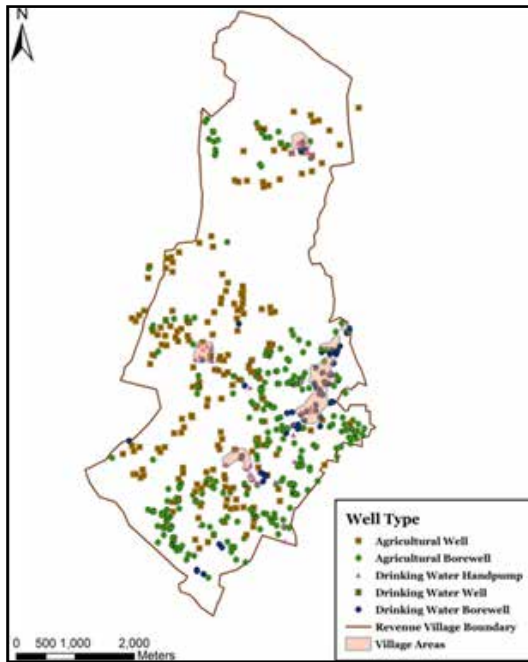 N
Well Type
Agricultural Well
Agricultural Borewell
Drinking Water Handpump
Drinking Water Well
Drinking Water Borewell
Revenue Village Boundary
Village Areas
0 500 1,000 2,000
Meters